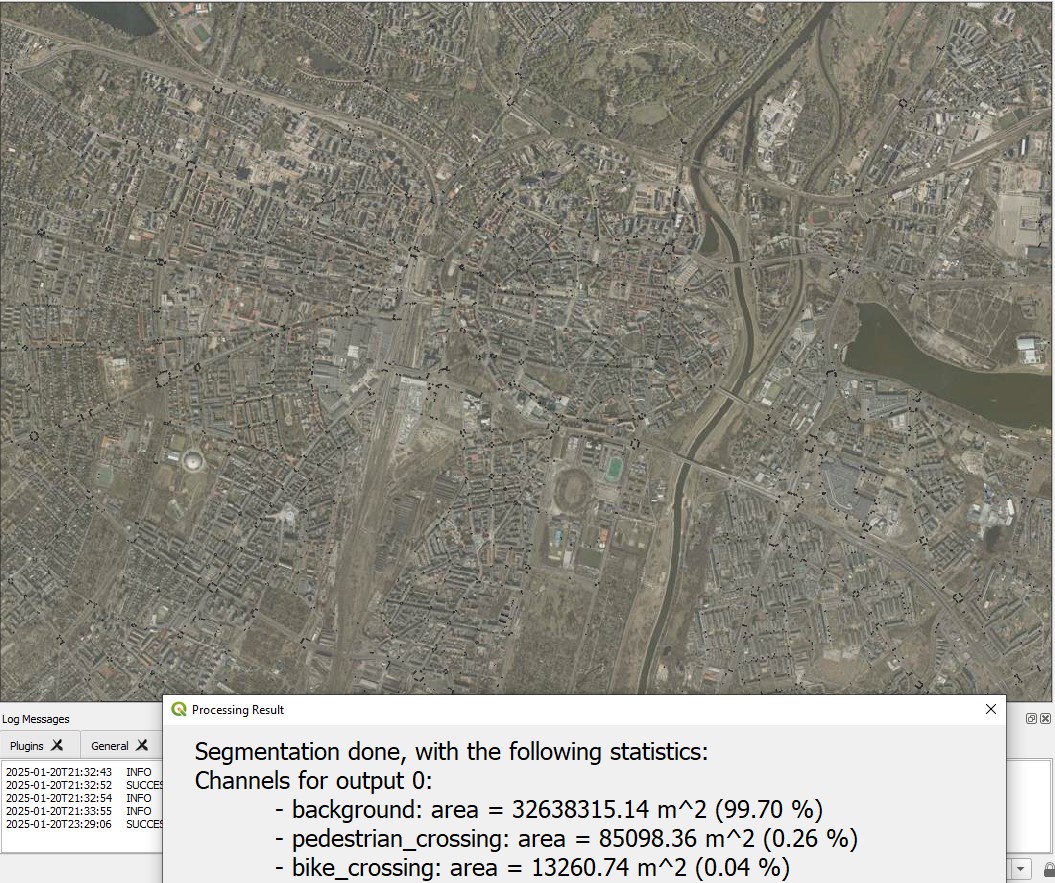 Log Messages
Plugins
General
2025-01-20T21:32:43 INFO
2025-01-20T21:32:52 SUCCES
2025-01-20T21:32:54 INFO
2025-01-20T21:33:55 INFO
2025-01-20T23:29:06 SUCCES
Processing Result
Segmentation done, with the following statistics:
Channels for output 0:
- background: area = 32638315.14 m^2 (99.70 %)
- pedestrian_crossing: area = 85098.36 m^2 (0.26 %)
- bike_crossing: area = 13260.74 m^2 (0.04 %)